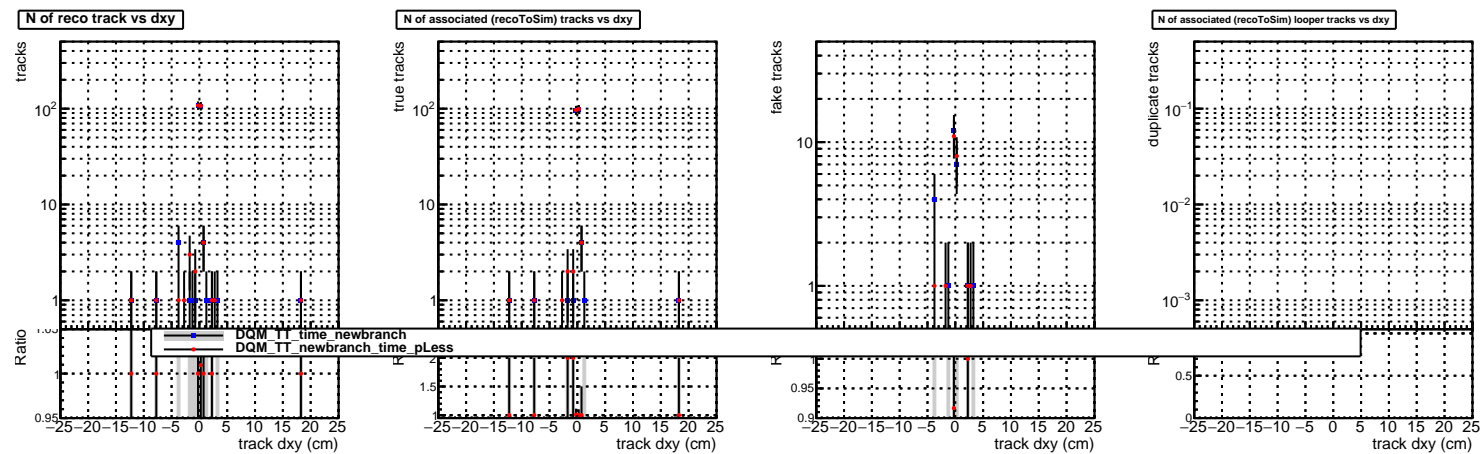 N of reco track vs dxy
N of associated (recoToSim) tracks vs dxy
N of associated (recoToSim) looper tracks vs dxy
tracks
10²
10
1
true tracks
10²
10
1
fake tracks
10
1
duplicate tracks
10⁻¹
10⁻²
10⁻³
DQM_TT_time_newbranch
DQM_TT_newbranch_time_pLess
Ratio
1
0.95
1.5
1
0.95
0.9
0.5
0
−25 −20 −15 −10 −5 0 5 10 15 20 25
track dxy (cm)
−25 −20 −15 −10 −5 0 5 10 15 20 25
track dxy (cm)
−25 −20 −15 −10 −5 0 5 10 15 20 25
track dxy (cm)
−25 −20 −15 −10 −5 0 5 10 15 20 25
track dxy (cm)